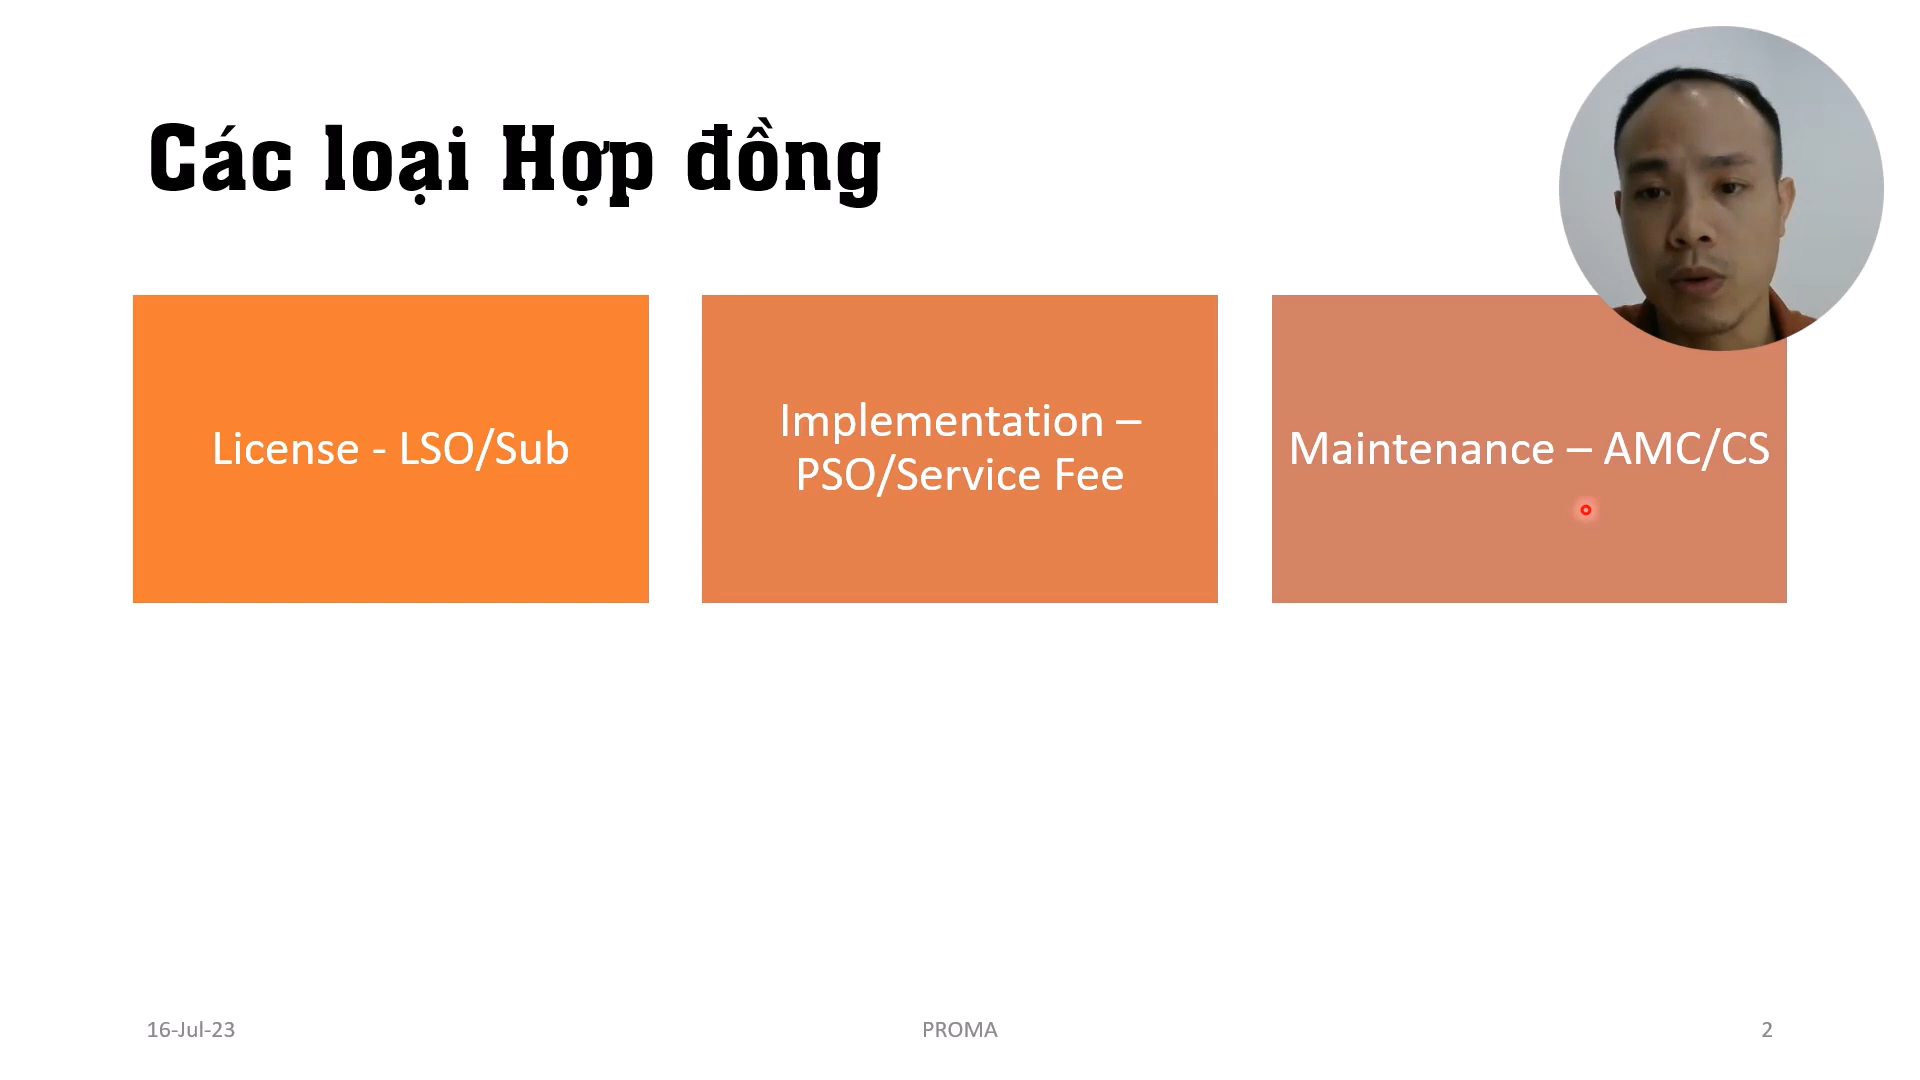 Các loại Hợp đồng
License - LSO/Sub
Implementation –
PSO/Service Fee
Maintenance – AMC/CS
16-Jul-23
PROMA
2